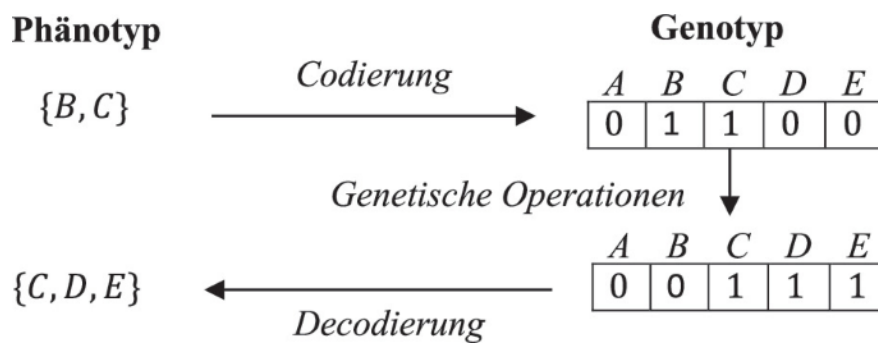 Phänotyp Genotyp
Codierung
A B C D E
{B, C}
0 1 1 0 0
Genetische Operationen
A B C D E
{C, D, E}
0 0 1 1 1
Decodierung